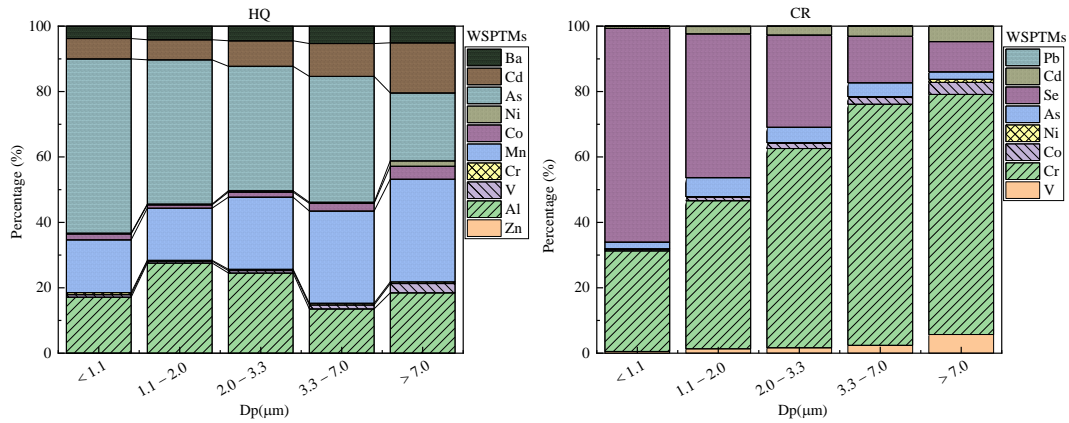 HQ
Percentage (%)
100
80
60
40
20
0
< 1.1
1.1 – 2.0
2.0 – 3.3
3.3 – 7.0
> 7.0
Dp(μm)
WSPTMs
Ba
Cd
As
Ni
Co
Mn
Cr
V
Al
Zn
CR
Percentage (%)
100
80
60
40
20
0
< 1.1
1.1 – 2.0
2.0 – 3.3
3.3 – 7.0
> 7.0
Dp(μm)
WSPTMs
Pb
Cd
Se
As
Ni
Co
Cr
V